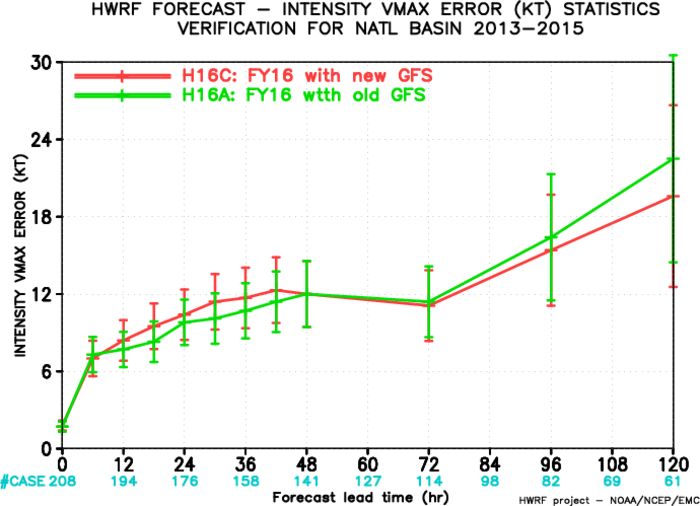 HWRF FORECAST – INTENSITY VMAX ERROR (KT) STATISTICS
VERIFICATION FOR NATL BASIN 2013–2015
H16C: FY16 with new GFS
H16A: FY16 wtth old GFS
INTENSITY VMAX ERROR (KT)
30
24
18
12
6
0
0 12 24 36 48 60 72 84 96 108 120
#CASE 208 194 176 158 141 127 114 98 82 69 61
Forecast lead time (hr)
HWRF project – NOAA/NCEP/EMC